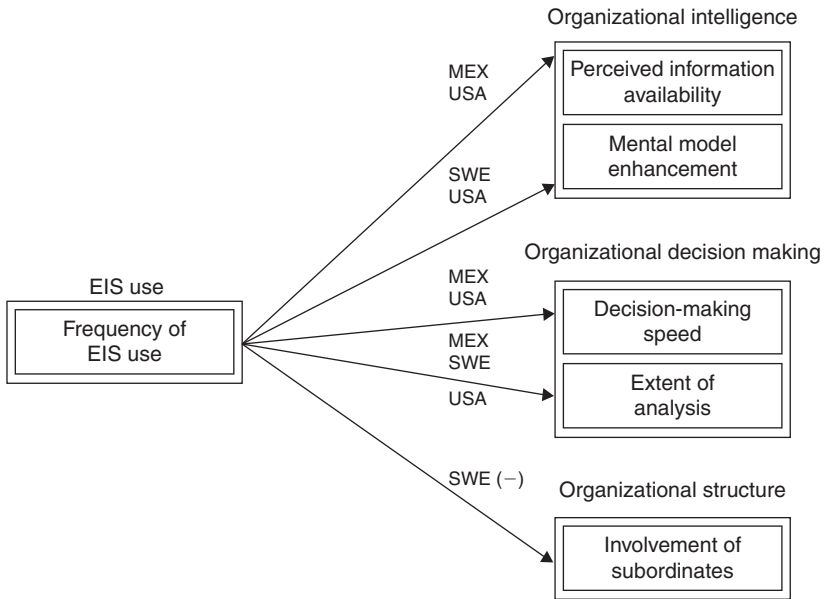 Organizational intelligence
MEX
USA
Perceived information
availability
SWE
USA
Mental model
enhancement
Organizational decision making
EIS use
Frequency of
EIS use
MEX
USA
Decision-making
speed
MEX
SWE
USA
Extent of
analysis
SWE (−)
Organizational structure
Involvement of
subordinates